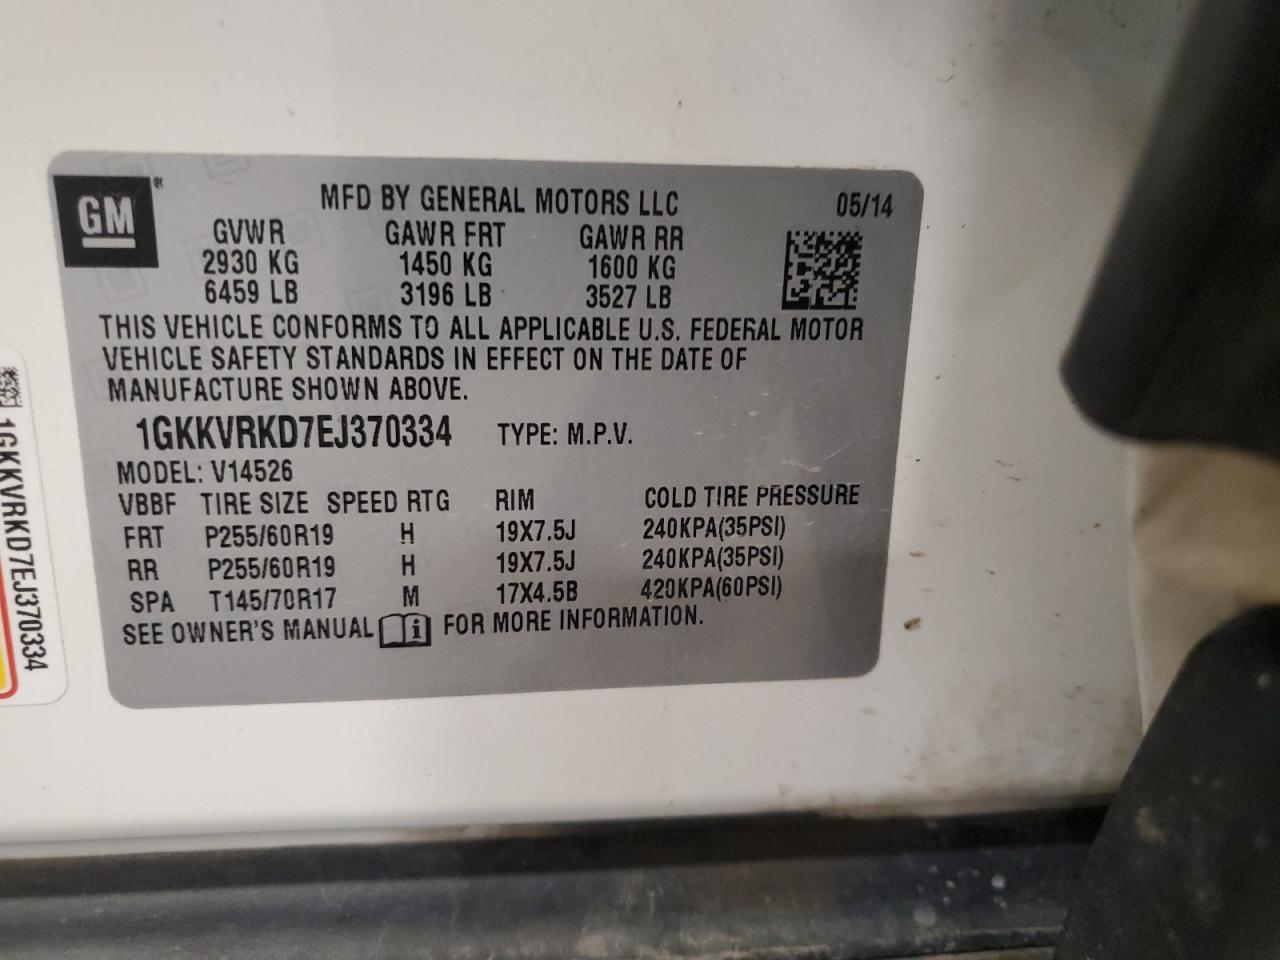 GM®
MFD BY GENERAL MOTORS LLC 05/14
GVWR GAWR FRT GAWR RR
2930 KG 1450 KG 1600 KG
6459 LB 3196 LB 3527 LB
THIS VEHICLE CONFORMS TO ALL APPLICABLE U.S. FEDERAL MOTOR
VEHICLE SAFETY STANDARDS IN EFFECT ON THE DATE OF
MANUFACTURE SHOWN ABOVE.
1GKKVRKD7EJ370334 TYPE: M.P.V.
MODEL: V14526
VBBF TIRE SIZE SPEED RTG RIM COLD TIRE PRESSURE
FRT P255/60R19 H 19X7.5J 240KPA(35PSI)
RR P255/60R19 H 19X7.5J 240KPA(35PSI)
SPA T145/70R17 M 17X4.5B 420KPA(60PSI)
SEE OWNER'S MANUAL i FOR MORE INFORMATION.
1GKKVRKD7EJ370334